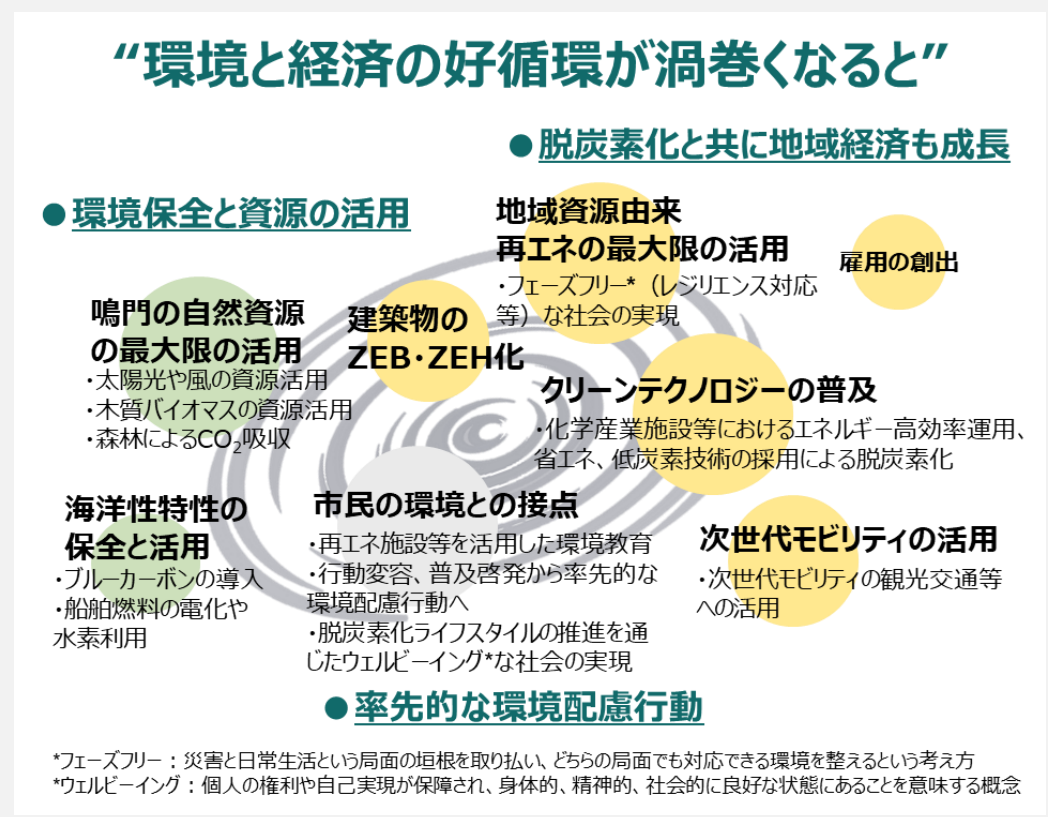 “環境と経済の好循環が渦巻くなると”
●脱炭素化と共に地域経済も成長
●環境保全と資源の活用
地域資源由来
再エネの最大限の活用
・フェーズフリー*（レジリエンス対応
等）な社会の実現
雇用の創出
鳴門の自然資源
の最大限の活用
・太陽光や風の資源活用
・木質バイオマスの資源活用
・森林によるCO₂吸収
建築物の
ZEB・ZEH化
クリーンテクノロジーの普及
・化学産業施設等におけるエネルギー高効率運用、
省エネ、低炭素技術の採用による脱炭素化
海洋性特性の
保全と活用
・ブルーカーボンの導入
・船舶燃料の電化や
水素利用
市民の環境との接点
・再エネ施設等を活用した環境教育
・行動変容、普及啓発から率先的な
環境配慮行動へ
・脱炭素化ライフスタイルの推進を通
じたウェルビーイング*な社会の実現
次世代モビリティの活用
・次世代モビリティの観光交通等
への活用
●率先的な環境配慮行動
*フェーズフリー：災害と日常生活という局面の垣根を取り払い、どちらの局面でも対応できる環境を整えるという考え方
*ウェルビーイング：個人の権利や自己実現が保障され、身体的、精神的、社会的に良好な状態にあることを意味する概念